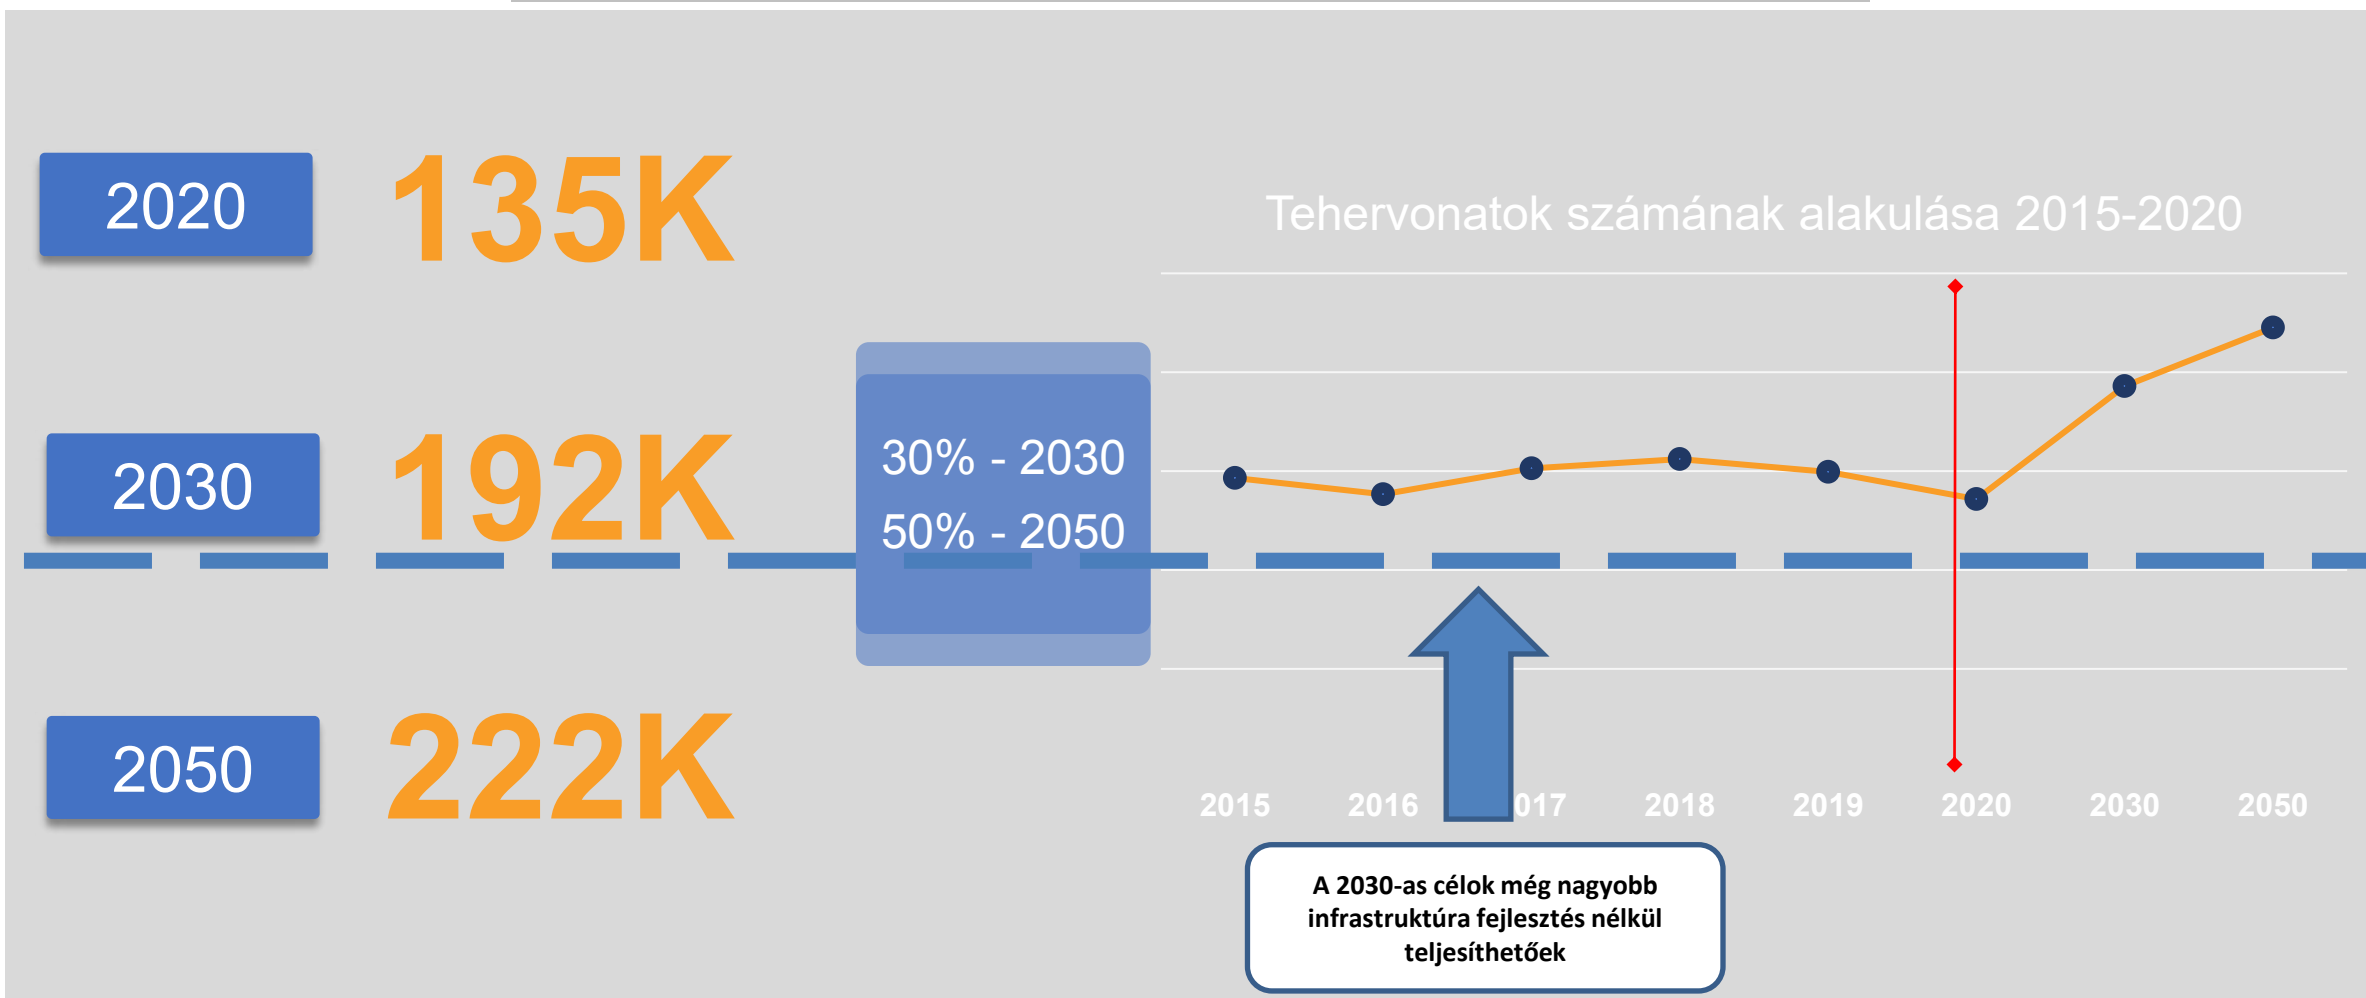 2020
135K
2030
192K
2050
222K
30% - 2030
50% - 2050
Tehervonatok számának alakulása 2015-2020
2015 2016 017 2018 2019 2020 2030 2050
A 2030-as célok még nagyobb
infrastruktúra fejlesztés nélkül
teljesíthetőek